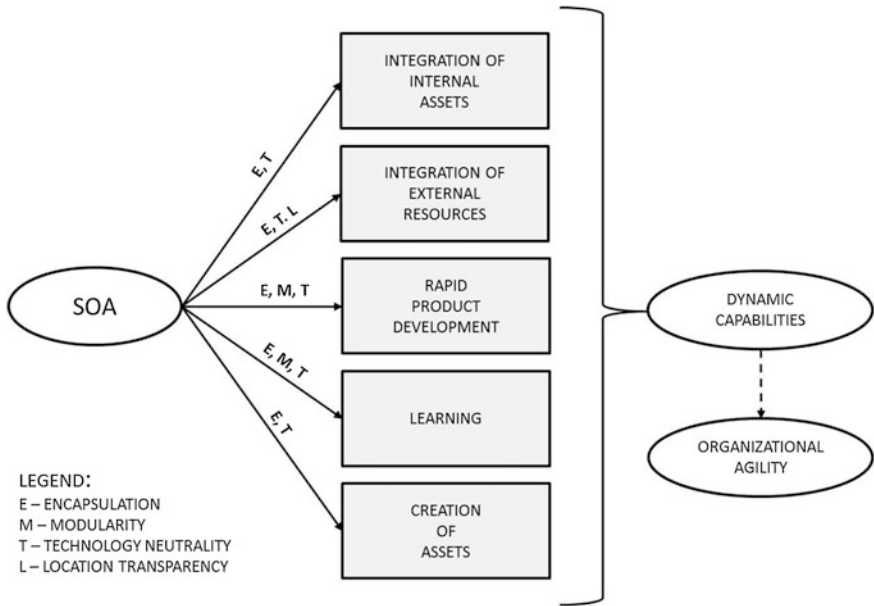 INTEGRATION OF
INTERNAL
ASSETS
E, T
INTEGRATION OF
EXTERNAL
RESOURCES
E, T. L
SOA
E, M, T
RAPID
PRODUCT
DEVELOPMENT
DYNAMIC
CAPABILITIES
E, M, T
LEARNING
E, T
ORGANIZATIONAL
AGILITY
CREATION
OF
ASSETS
LEGEND:
E – ENCAPSULATION
M – MODULARITY
T – TECHNOLOGY NEUTRALITY
L – LOCATION TRANSPARENCY